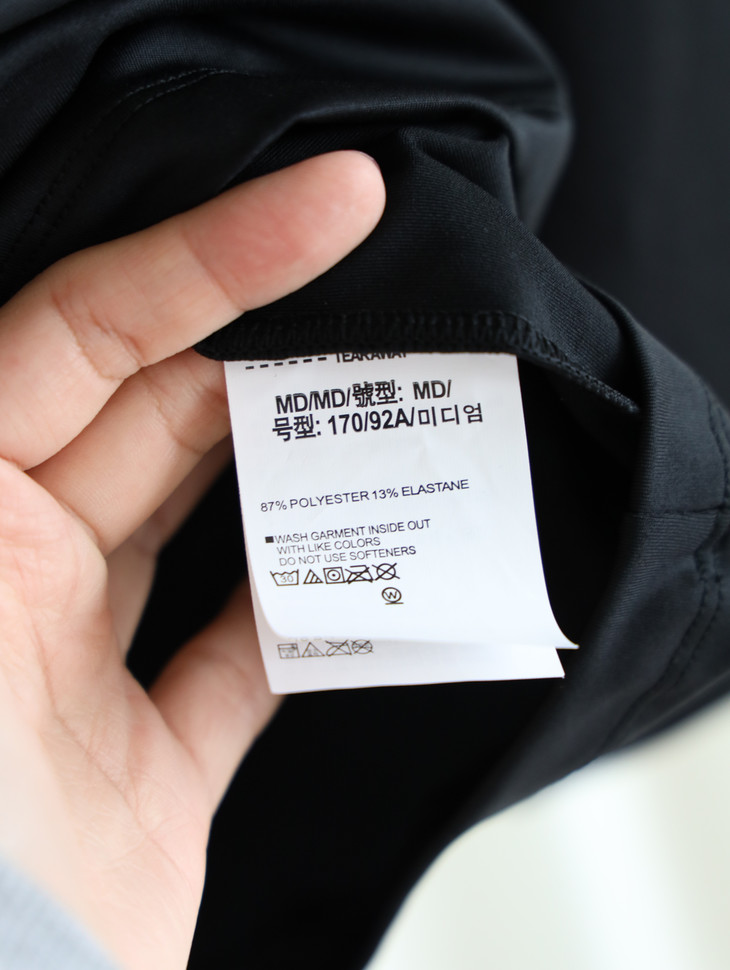 ------ TEARAWAY
MD/MD/號型: MD/
号型: 170/92A/미디엄
87% POLYESTER 13% ELASTANE
■WASH GARMENT INSIDE OUT
WITH LIKE COLORS
DO NOT USE SOFTENERS
30
W